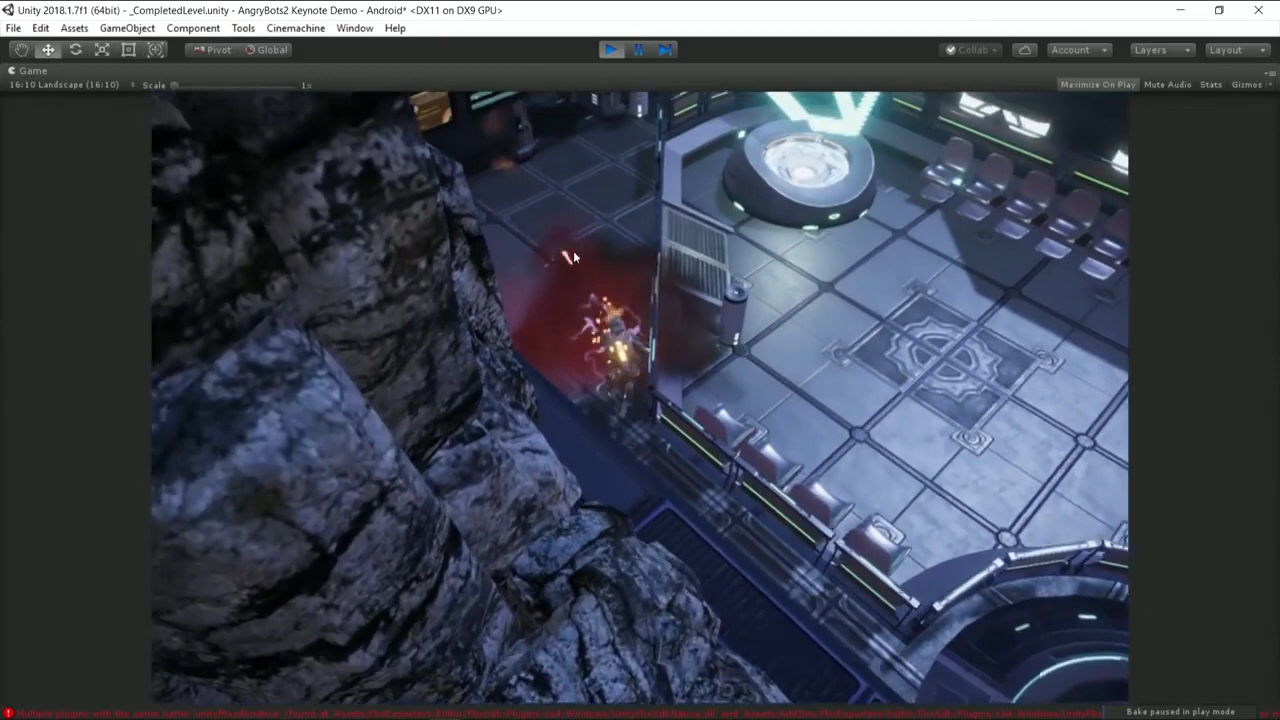 Unity 2018.1.7f1 (64bit) - _CompletedLevel.unity - AngryBots2 Keynote Demo - Android* <DX11 on DX9 GPU>
File Edit Assets GameObject Component Cinemachine Window Help Tools
Pivot Global Collab Account Layers Layout
Game
16:10 Landscape (16:10) Scale 1x Maximize On Play Mute Audio Stats Gizmos
Multiple plugins with the same name
Bake paused in play mode